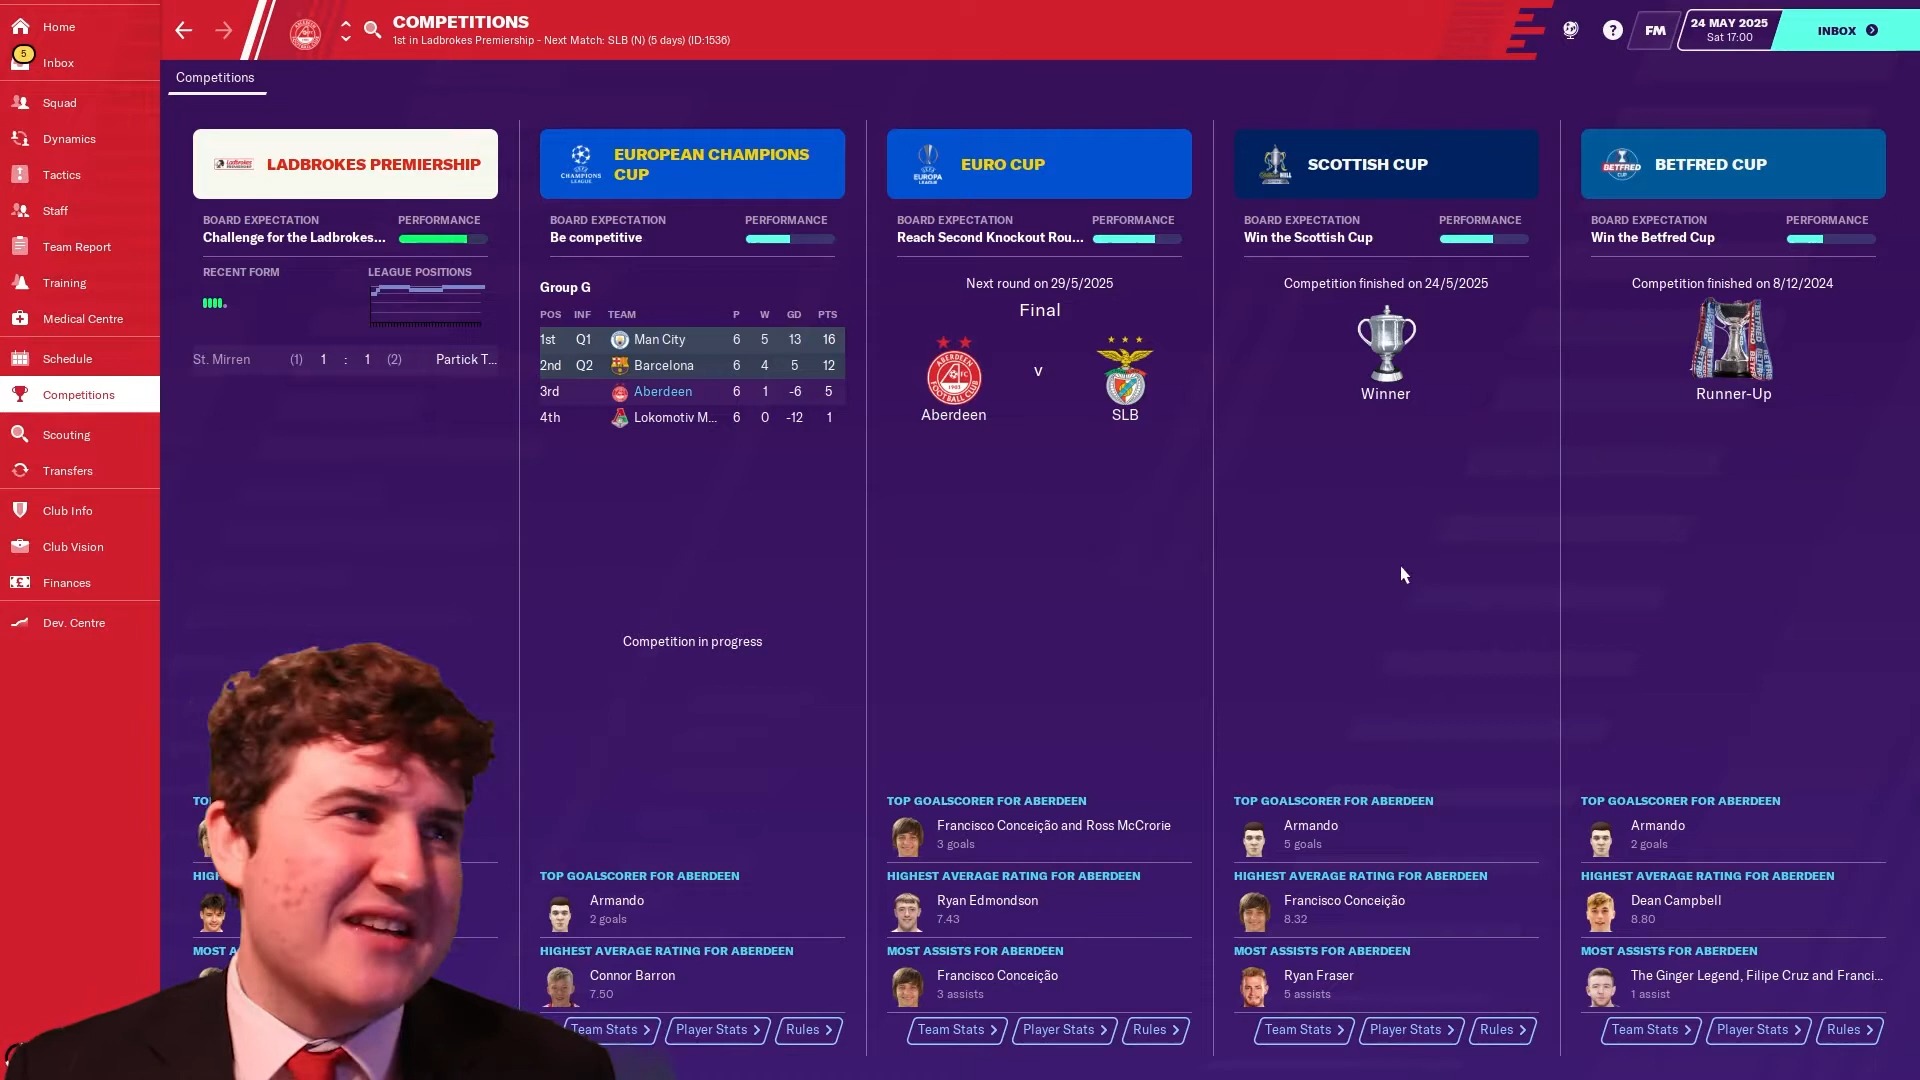 Home
5
Inbox
Squad
Dynamics
Tactics
Staff
Team Report
Training
Medical Centre
Schedule
Competitions
Scouting
Transfers
Club Info
Club Vision
Finances
Dev. Centre
COMPETITIONS
1st in Ladbrokes Premiership - Next Match: SLB (N) (5 days) (ID:1536)
?
FM
24 MAY 2025
Sat 17:00
INBOX
Competitions
LADBROKES PREMIERSHIP
BOARD EXPECTATION PERFORMANCE
Challenge for the Ladbrokes...
RECENT FORM LEAGUE POSITIONS
St. Mirren (1) 1 : 1 (2) Partick T...
TO
HIGH
MOST A
CHAMPIONS LEAGUE
EUROPEAN CHAMPIONS
CUP
BOARD EXPECTATION PERFORMANCE
Be competitive
Group G
POS INF TEAM P W GD PTS
1st Q1 Man City 6 5 13 16
2nd Q2 Barcelona 6 4 5 12
3rd Aberdeen 6 1 -6 5
4th Lokomotiv M... 6 0 -12 1
Competition in progress
TOP GOALSCORER FOR ABERDEEN
Armando
2 goals
HIGHEST AVERAGE RATING FOR ABERDEEN
Connor Barron
7.50
Team Stats Player Stats Rules
EUROPA
LEAGUE
EURO CUP
BOARD EXPECTATION PERFORMANCE
Reach Second Knockout Rou...
Next round on 29/5/2025
Final
ABERDEEN
FOOTBALL CLUB
1903
v
Aberdeen SLB
TOP GOALSCORER FOR ABERDEEN
Francisco Conceição and Ross McCrorie
3 goals
HIGHEST AVERAGE RATING FOR ABERDEEN
Ryan Edmondson
7.43
MOST ASSISTS FOR ABERDEEN
Francisco Conceição
3 assists
Team Stats Player Stats Rules
SCOTTISH CUP
BOARD EXPECTATION PERFORMANCE
Win the Scottish Cup
Competition finished on 24/5/2025
Winner
TOP GOALSCORER FOR ABERDEEN
Armando
5 goals
HIGHEST AVERAGE RATING FOR ABERDEEN
Francisco Conceição
8.32
MOST ASSISTS FOR ABERDEEN
Ryan Fraser
5 assists
Team Stats Player Stats Rules
BETFRED
CUP
BETFRED CUP
BOARD EXPECTATION PERFORMANCE
Win the Betfred Cup
Competition finished on 8/12/2024
Runner-Up
TOP GOALSCORER FOR ABERDEEN
Armando
2 goals
HIGHEST AVERAGE RATING FOR ABERDEEN
Dean Campbell
8.80
MOST ASSISTS FOR ABERDEEN
The Ginger Legend, Filipe Cruz and Franci...
1 assist
Team Stats Player Stats Rules